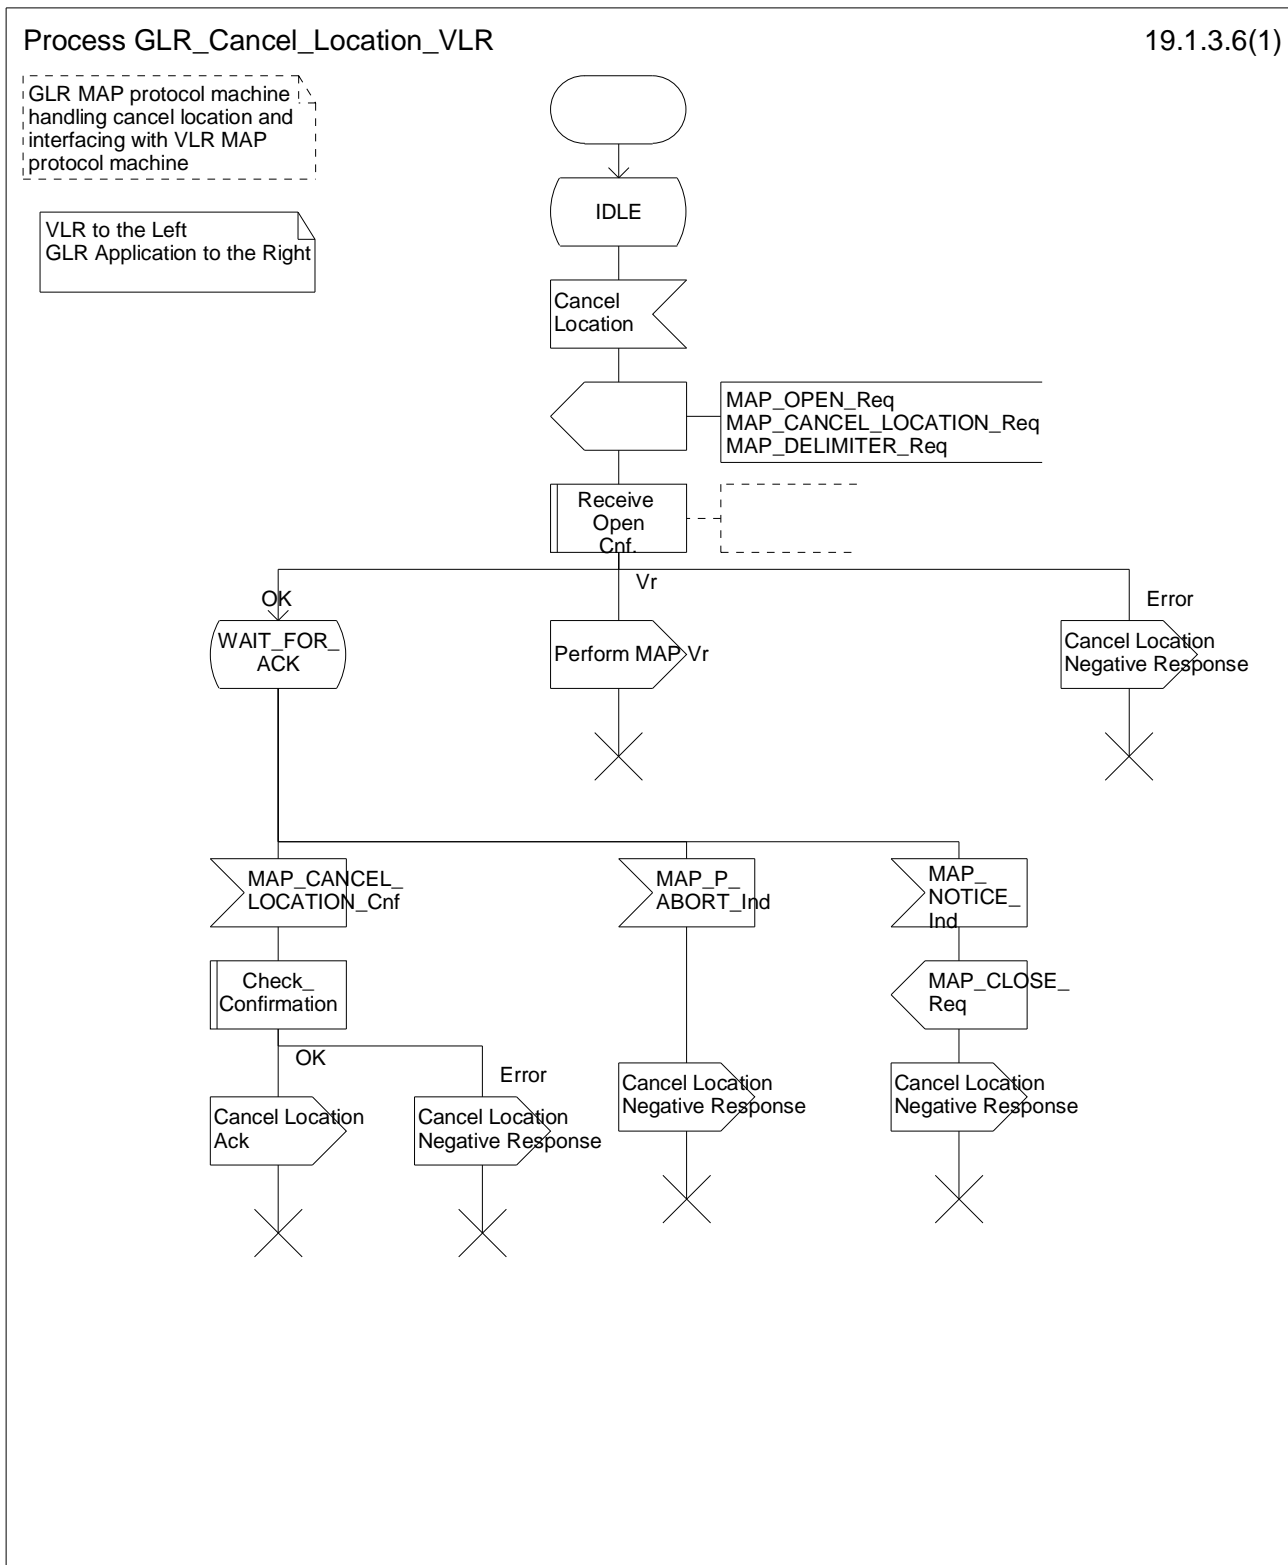 Process GLR_Cancel_Location_VLR
19.1.3.6(1)
GLR MAP protocol machine
handling cancel location and
interfacing with VLR MAP
protocol machine
VLR to the Left
GLR Application to the Right
IDLE
Cancel
Location
MAP_OPEN_Req
MAP_CANCEL_LOCATION_Req
MAP_DELIMITER_Req
Receive
Open
Cnf.
Vr
OK
Error
WAIT_FOR_
ACK
Perform MAP Vr
Cancel Location
Negative Response
MAP_CANCEL_
LOCATION_Cnf
MAP_P_
ABORT_Ind
MAP_
NOTICE_
Ind
Check_
Confirmation
MAP_CLOSE_
Req
OK
Error
Cancel Location
Ack
Cancel Location
Negative Response
Cancel Location
Negative Response
Cancel Location
Negative Response